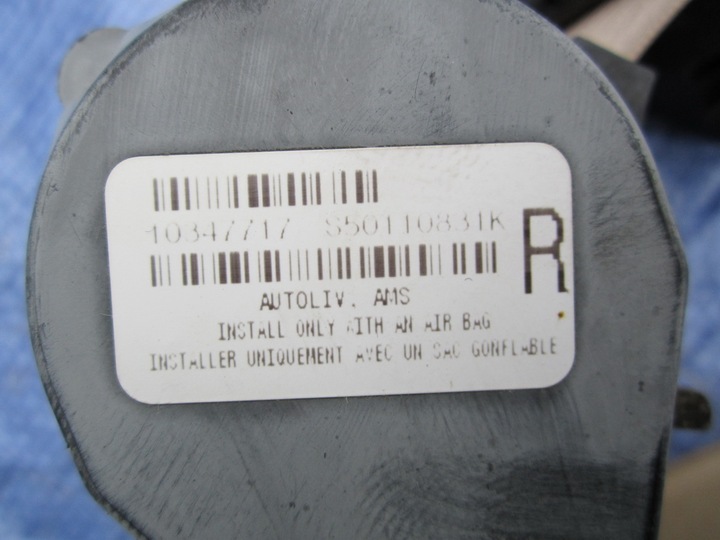 10347717 S50110831K
R
AUTOLIV. AMS
INSTALL ONLY WITH AN AIR BAG
INSTALLER UNIQUEMENT AVEC UN SAC GONFLABLE